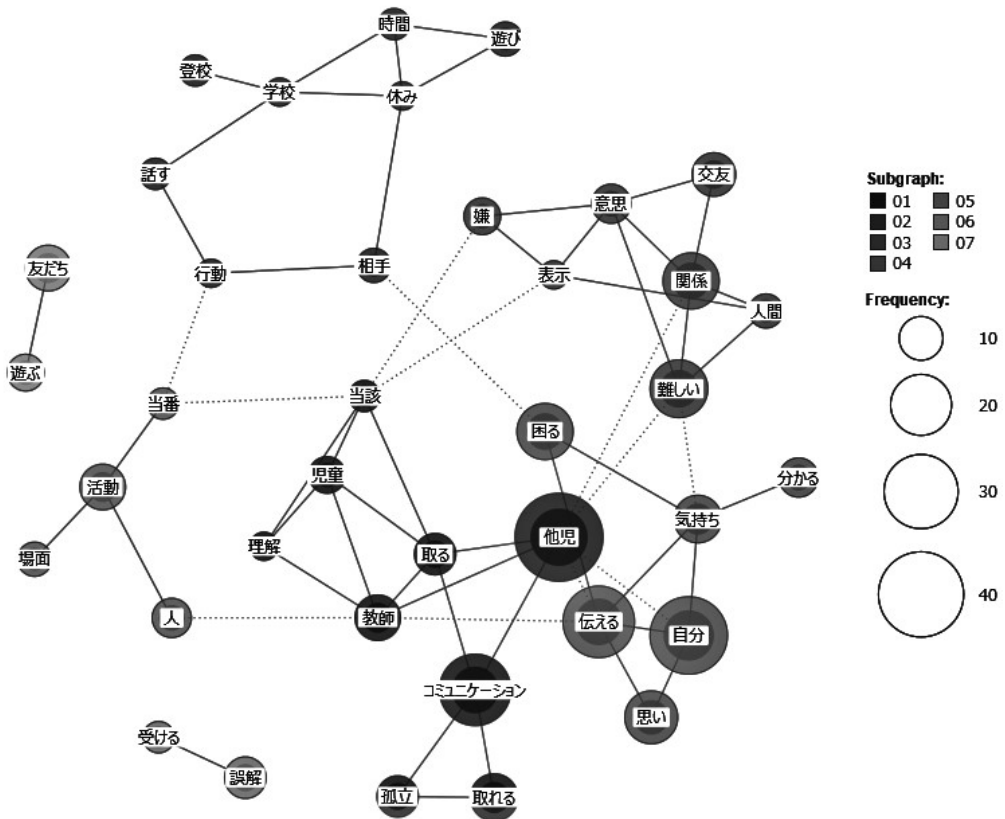 時間
遊び
登校
学校
休み
話す
交友
嫌
意思
友だち
行動
相手
表示
関係
人間
遊ぶ
当番
当該
難しい
困る
活動
児童
分かる
気持ち
場面
理解
取る
他児
人
教師
伝える
自分
コミュニケーション
思い
受ける
誤解
孤立
取れる
Subgraph:
01
05
02
06
03
07
04
Frequency:
10
20
30
40